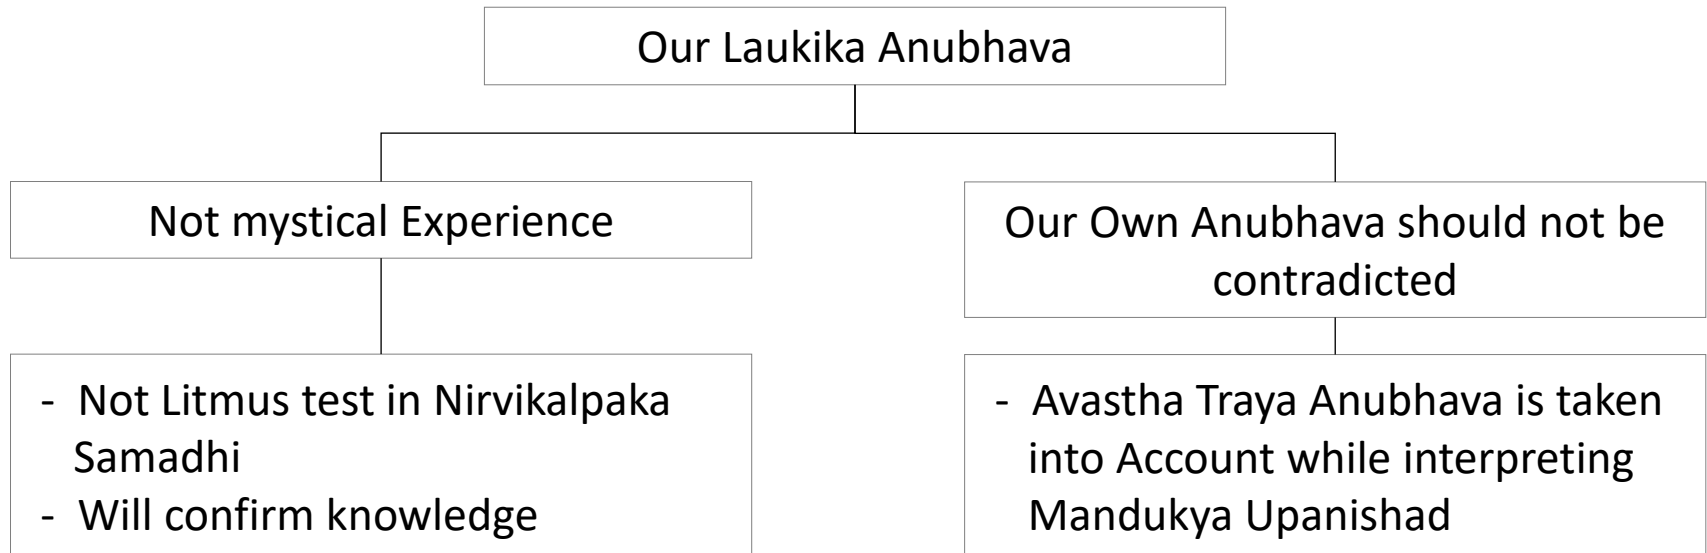 Our Laukika Anubhava
Not mystical Experience
Our Own Anubhava should not be
contradicted
- Not Litmus test in Nirvikalpaka
Samadhi
- Will confirm knowledge
- Avastha Traya Anubhava is taken
into Account while interpreting
Mandukya Upanishad